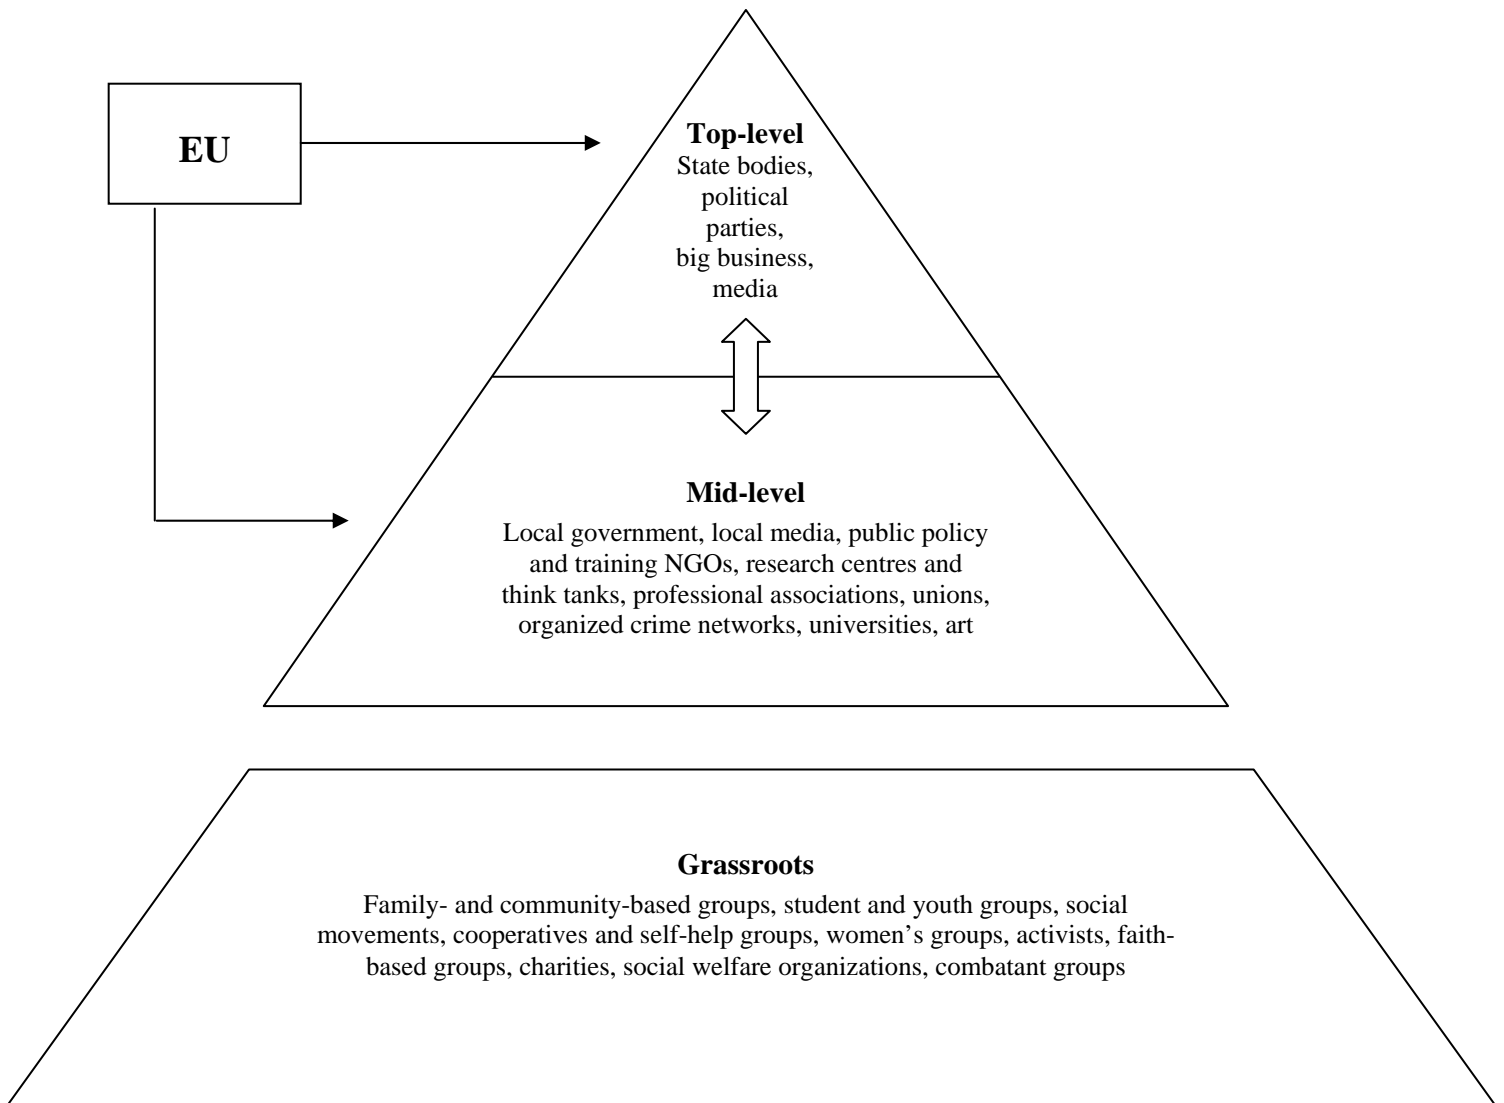 EU
Top-level
State bodies,
political
parties,
big business,
media
Mid-level
Local government, local media, public policy
and training NGOs, research centres and
think tanks, professional associations, unions,
organized crime networks, universities, art
Grassroots
Family- and community-based groups, student and youth groups, social
movements, cooperatives and self-help groups, women’s groups, activists, faith-
based groups, charities, social welfare organizations, combatant groups